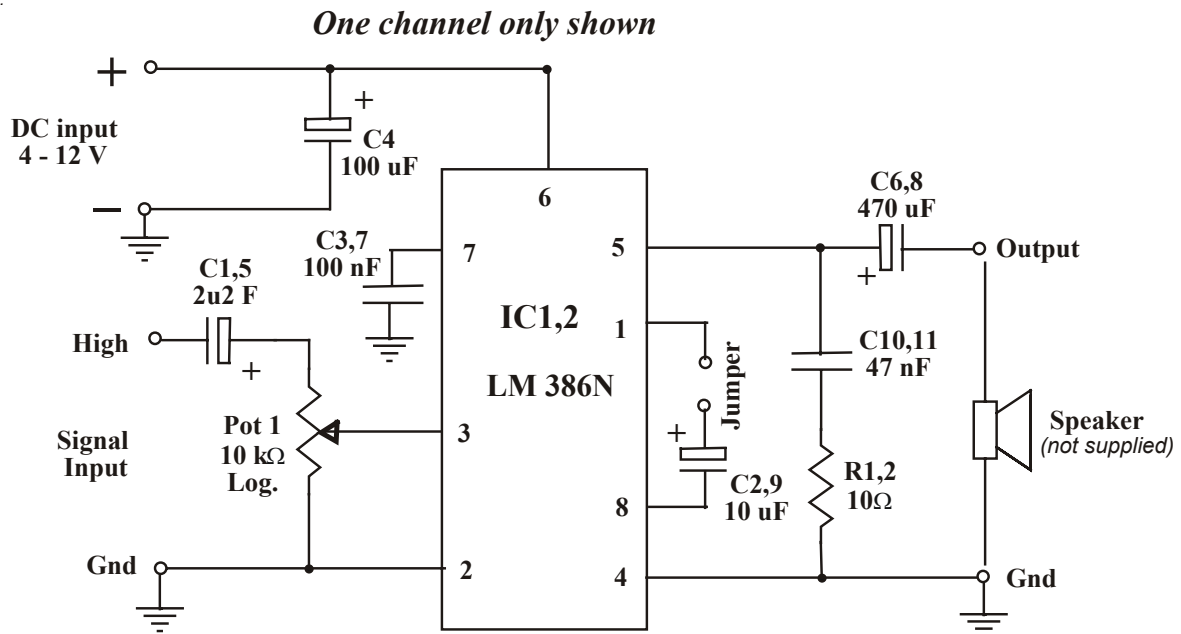 One channel only shown
+
DC input
4 - 12 V
−
+
C4
100 uF
6
C3,7
100 nF
7
5
C6,8
470 uF
+
Output
C1,5
2u2 F
High
+
IC1,2
LM 386N
1
Jumper
+
C2,9
10 uF
8
C10,11
47 nF
R1,2
10Ω
Speaker
(not supplied)
Signal
Input
Pot 1
10 kΩ
Log.
3
Gnd
2
4
Gnd